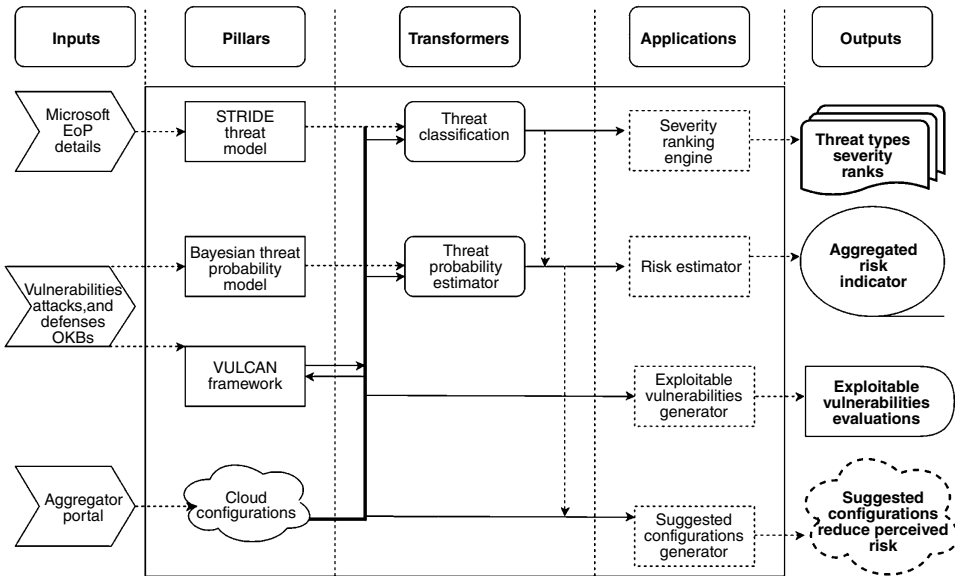 Inputs
Pillars
Transformers
Applications
Outputs
Microsoft
EoP
details
STRIDE
threat
model
Threat
classification
Severity
ranking
engine
Threat types
severity
ranks
Vulnerabilities
attacks,and
defenses
OKBs
Bayesian threat
probability
model
Threat
probability
estimator
Risk estimator
Aggregated
risk
indicator
VULCAN
framework
Exploitable
vulnerabilities
generator
Exploitable
vulnerabilities
evaluations
Aggregator
portal
Cloud
configurations
Suggested
configurations
generator
Suggested
configurations
reduce perceived
risk